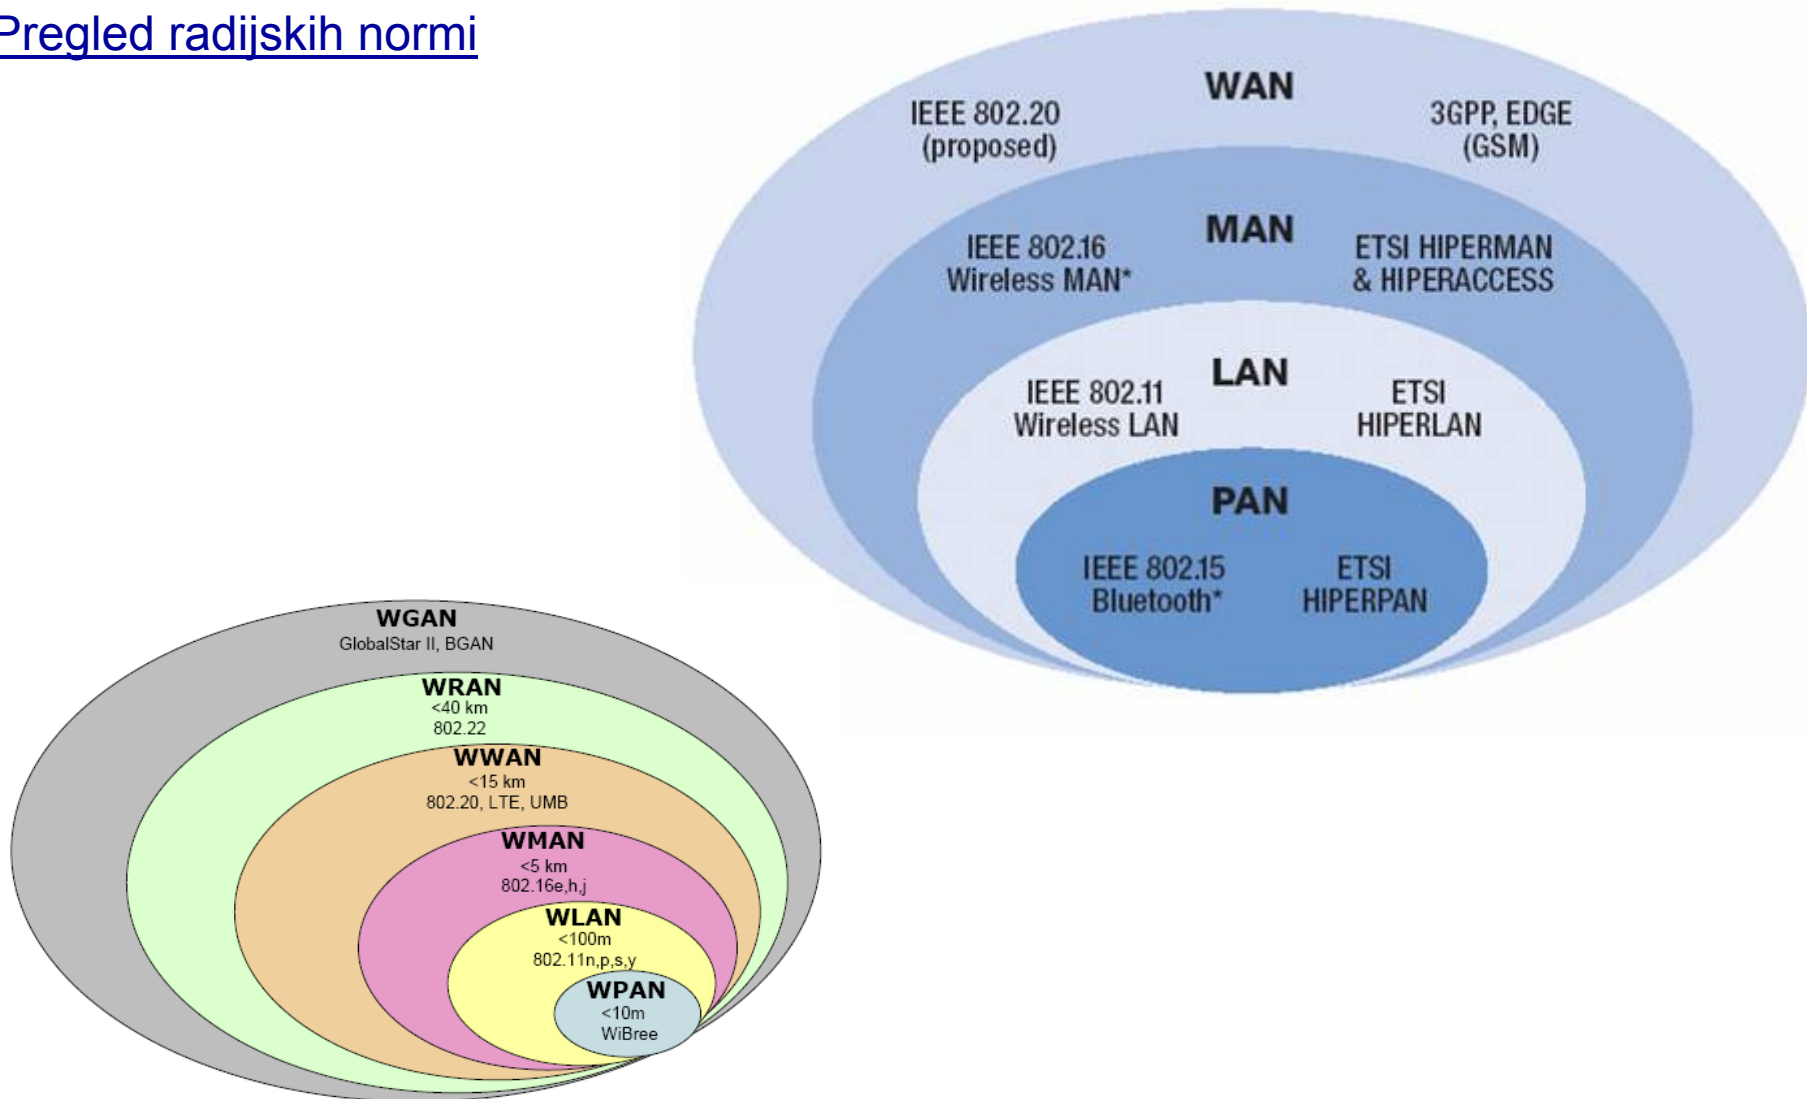 Pregled radijskih normi
WAN
IEEE 802.20
(proposed)
3GPP, EDGE
(GSM)
MAN
IEEE 802.16
Wireless MAN*
ETSI HIPERMAN
& HIPERACCESS
LAN
IEEE 802.11
Wireless LAN
ETSI
HIPERLAN
PAN
IEEE 802.15
Bluetooth*
ETSI
HIPERPAN
WGAN
GlobalStar II, BGAN
WRAN
<40 km
802.22
WWAN
<15 km
802.20, LTE, UMB
WMAN
<5 km
802.16e,h,j
WLAN
<100m
802.11n,p,s,y
WPAN
<10m
WiBree